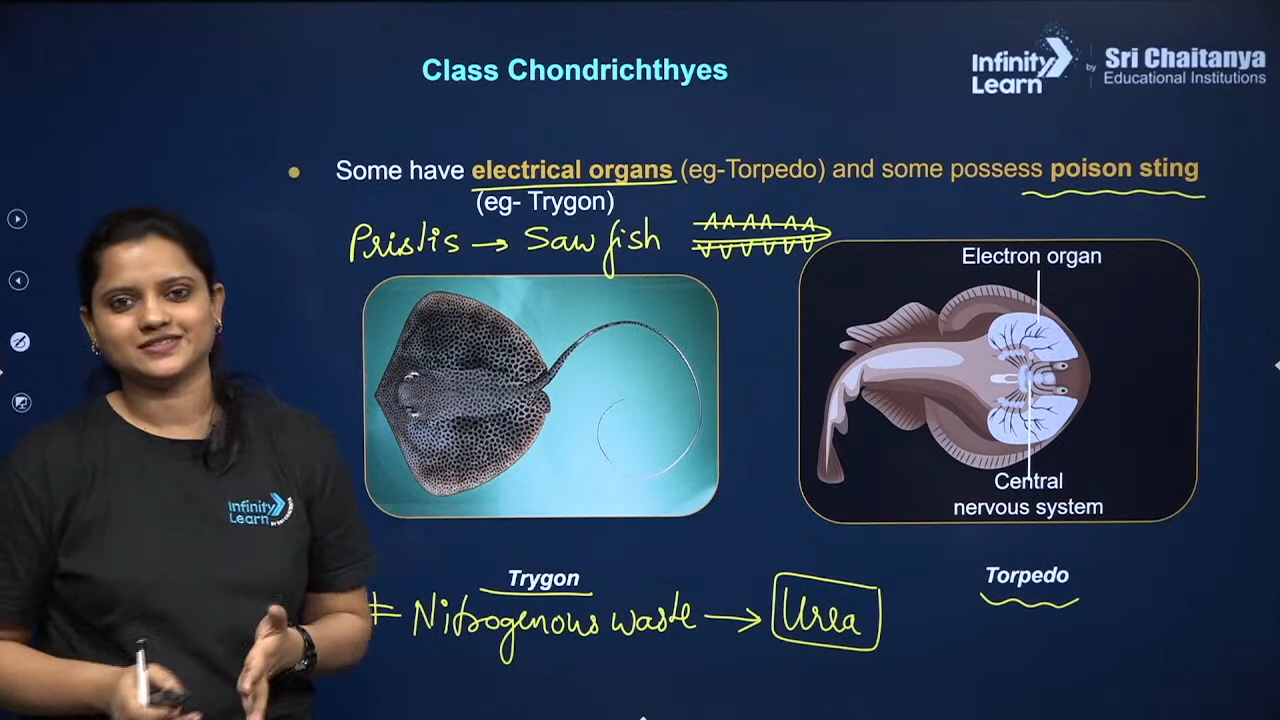 Class Chondrichthyes
Infinity Learn by Sri Chaitanya Educational Institutions
• Some have electrical organs (eg-Torpedo) and some possess poison sting
(eg- Trygon)
Pristis → Saw fish
Electron organ
Central
nervous system
Infinity
Learn
Trygon
Torpedo
Nitrogenous waste → Urea